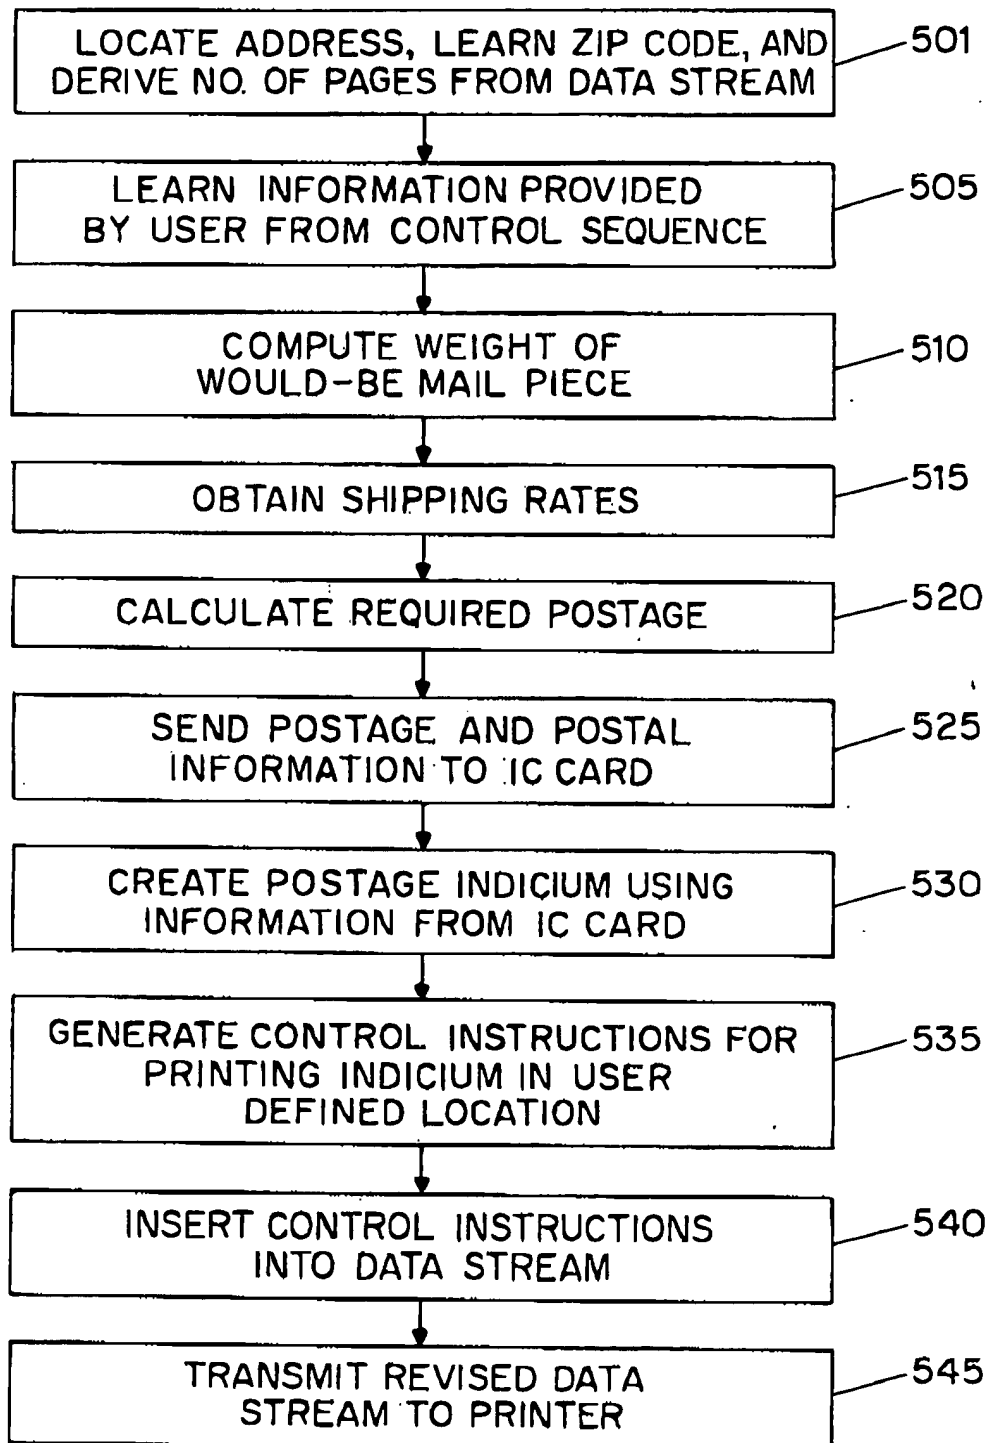 LOCATE ADDRESS, LEARN ZIP CODE, AND
DERIVE NO. OF PAGES FROM DATA STREAM
501
LEARN INFORMATION PROVIDED
BY USER FROM CONTROL SEQUENCE
505
COMPUTE WEIGHT OF
WOULD-BE MAIL PIECE
510
OBTAIN SHIPPING RATES
515
CALCULATE REQUIRED POSTAGE
520
SEND POSTAGE AND POSTAL
INFORMATION TO IC CARD
525
CREATE POSTAGE INDICIUM USING
INFORMATION FROM IC CARD
530
GENERATE CONTROL INSTRUCTIONS FOR
PRINTING INDICIUM IN USER
DEFINED LOCATION
535
INSERT CONTROL INSTRUCTIONS
INTO DATA STREAM
540
TRANSMIT REVISED DATA
STREAM TO PRINTER
545